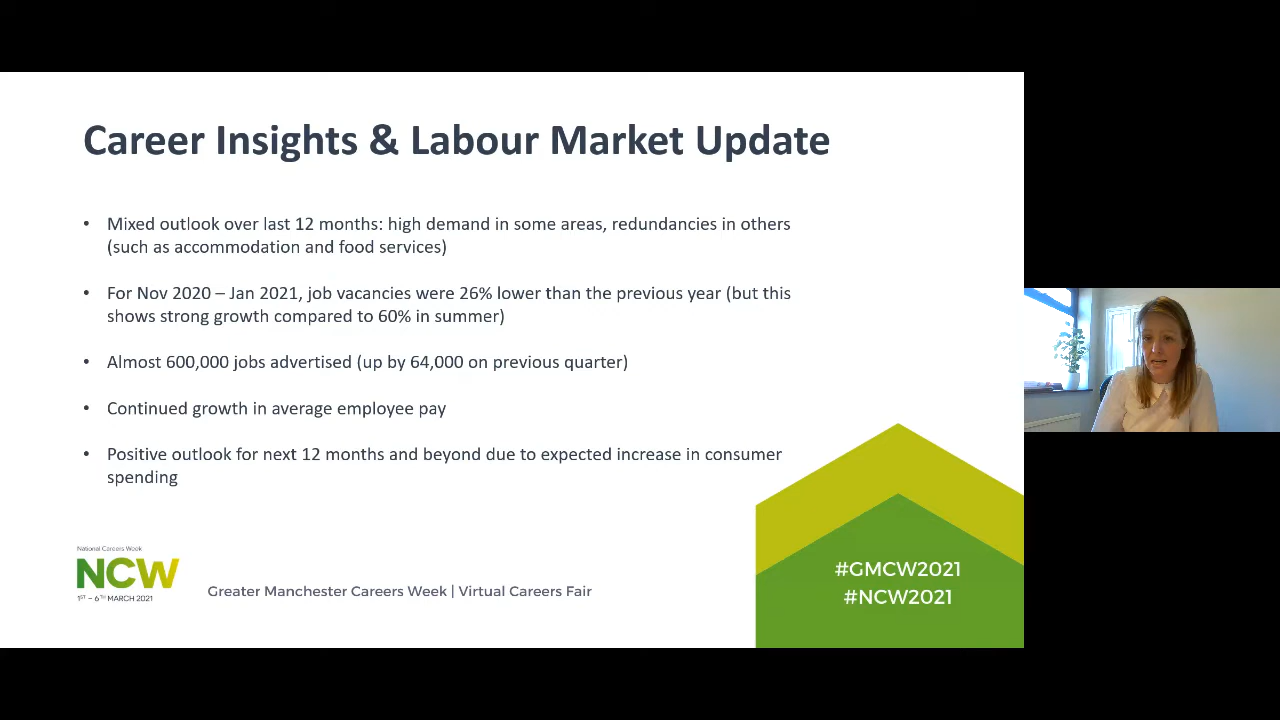 Career Insights & Labour Market Update
• Mixed outlook over last 12 months: high demand in some areas, redundancies in others
(such as accommodation and food services)
• For Nov 2020 – Jan 2021, job vacancies were 26% lower than the previous year (but this
shows strong growth compared to 60% in summer)
• Almost 600,000 jobs advertised (up by 64,000 on previous quarter)
• Continued growth in average employee pay
• Positive outlook for next 12 months and beyond due to expected increase in consumer
spending
National Careers Week
NCW
1ST – 6TH MARCH 2021
Greater Manchester Careers Week | Virtual Careers Fair
#GMCW2021
#NCW2021